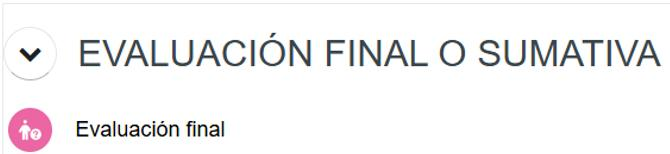 EVALUACIÓN FINAL O SUMATIVA
Evaluación final